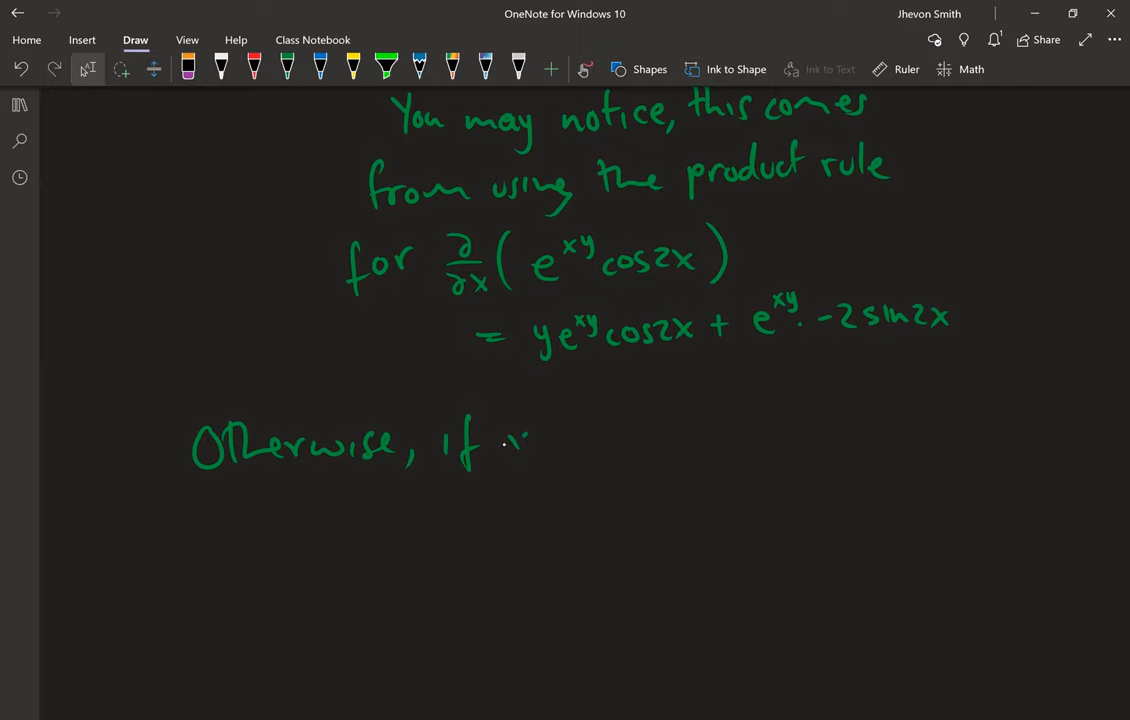 OneNote for Windows 10
Jhevon Smith
Home Insert Draw View Help Class Notebook
Share
Shapes Ink to Shape Ink to Text Ruler Math
You may notice, this comes
from using the product rule
for ∂/∂x ( e^xy cos2x )
= ye^xy cos2x + e^xy · -2 sin2x
Otherwise, if